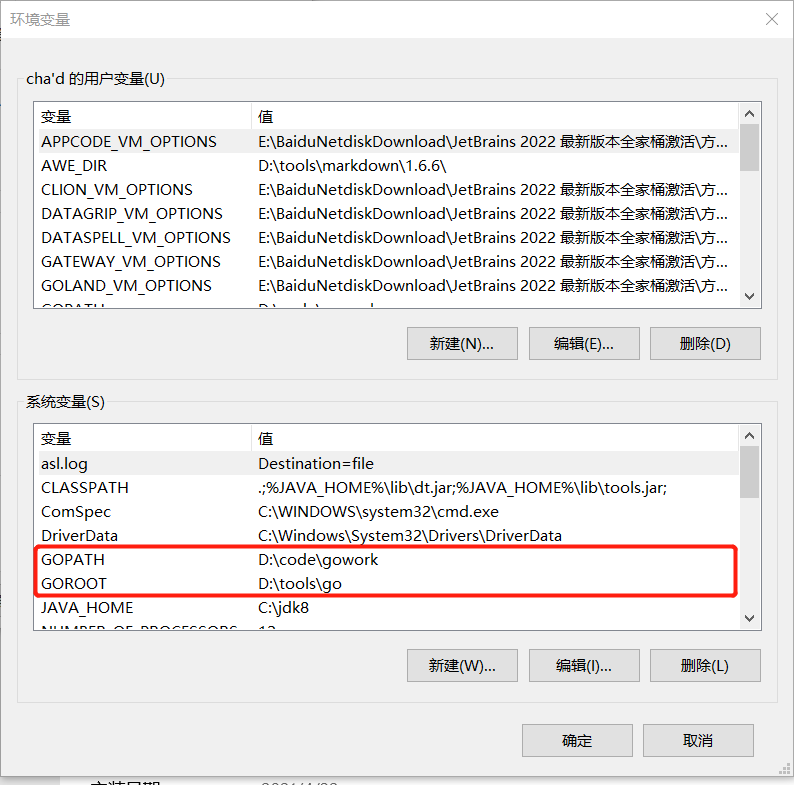 环境变量
cha'd 的用户变量(U)
变量 值
APPCODE_VM_OPTIONS E:\BaiduNetdiskDownload\JetBrains 2022 最新版本全家桶激活\方...
AWE_DIR D:\tools\markdown\1.6.6\
CLION_VM_OPTIONS E:\BaiduNetdiskDownload\JetBrains 2022 最新版本全家桶激活\方...
DATAGRIP_VM_OPTIONS E:\BaiduNetdiskDownload\JetBrains 2022 最新版本全家桶激活\方...
DATASPELL_VM_OPTIONS E:\BaiduNetdiskDownload\JetBrains 2022 最新版本全家桶激活\方...
GATEWAY_VM_OPTIONS E:\BaiduNetdiskDownload\JetBrains 2022 最新版本全家桶激活\方...
GOLAND_VM_OPTIONS E:\BaiduNetdiskDownload\JetBrains 2022 最新版本全家桶激活\方...
GOPATH
新建(N)... 编辑(E)... 删除(D)
系统变量(S)
变量 值
asl.log Destination=file
CLASSPATH .;%JAVA_HOME%\lib\dt.jar;%JAVA_HOME%\lib\tools.jar;
ComSpec C:\WINDOWS\system32\cmd.exe
DriverData C:\Windows\System32\Drivers\DriverData
GOPATH D:\code\gowork
GOROOT D:\tools\go
JAVA_HOME C:\jdk8
NUMBER_OF_PROCESSORS 12
新建(W)... 编辑(I)... 删除(L)
确定 取消